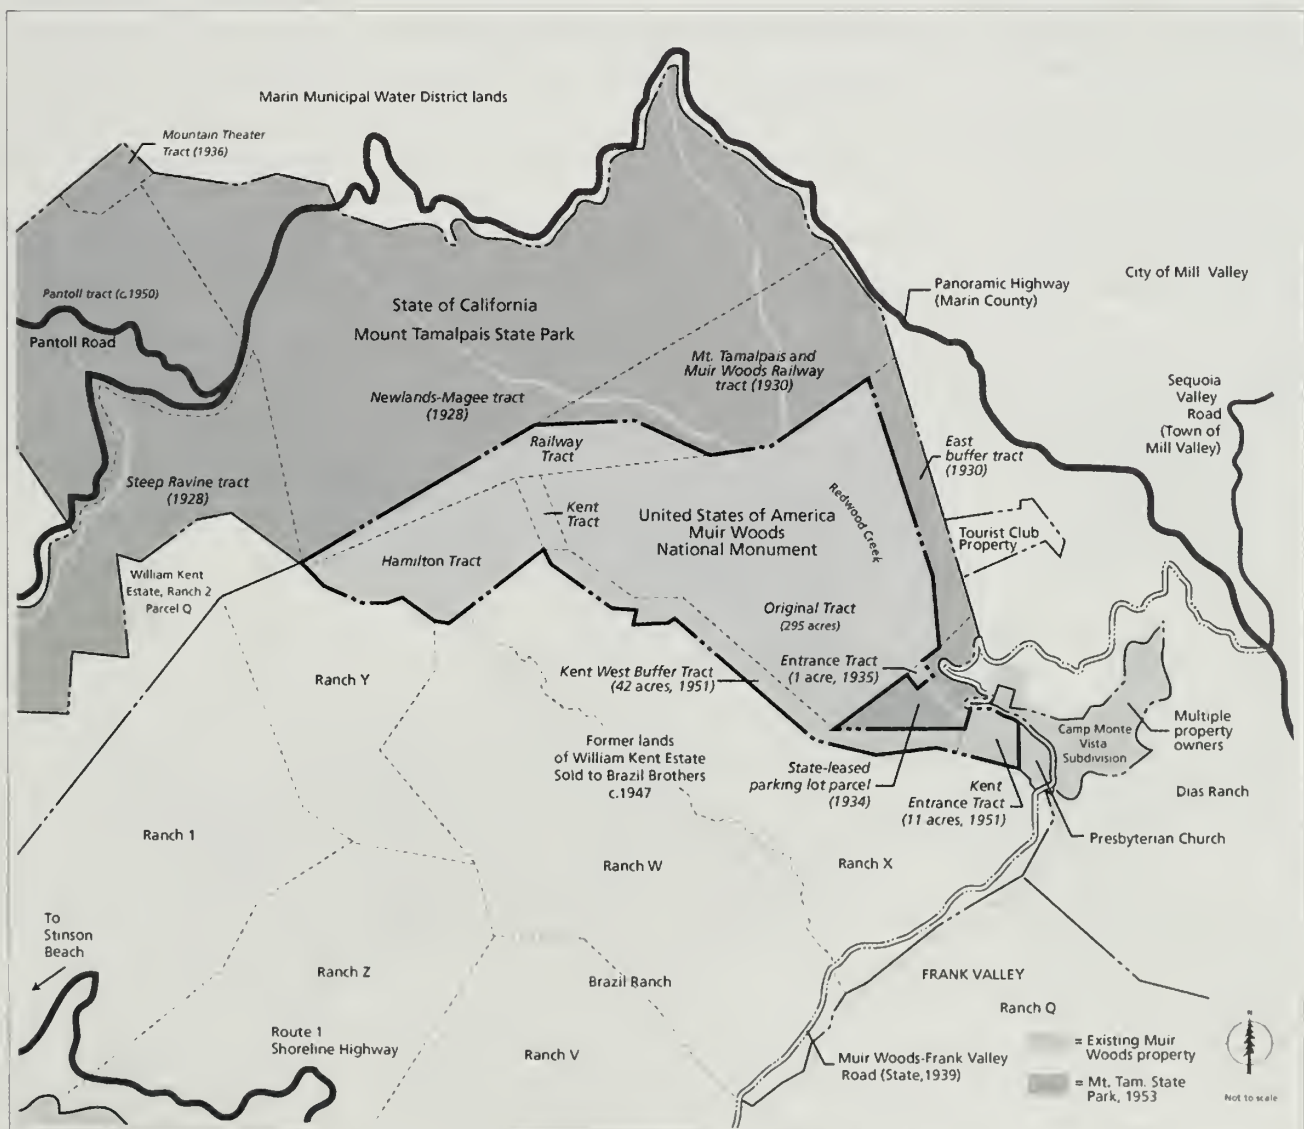 Marin Municipal Water District lands
Mountain Theater
Tract (1936)
Pantoll tract (c.1950)
Pantoll Road
State of California
Mount Tamalpais State Park
Panoramic Highway
(Marin County)
City of Mill Valley
Mt. Tamalpais and
Muir Woods Railway
tract (1930)
Newlands-Magee tract
(1928)
Sequoia
Valley
Road
(Town of
Mill Valley)
Railway
Tract
East
buffer tract
(1930)
Steep Ravine tract
(1928)
Kent
Tract
United States of America
Muir Woods
National Monument
Redwood Creek
Tourist Club
Property
Hamilton Tract
William Kent
Estate, Ranch 2
Parcel Q
Original Tract
(295 acres)
Ranch Y
Kent West Buffer Tract
(42 acres, 1951)
Entrance Tract
(1 acre, 1935)
Former lands
of William Kent Estate
Sold to Brazil Brothers
c.1947
State-leased
parking lot parcel
(1934)
Kent
Entrance Tract
(11 acres, 1951)
Camp Monte
Vista
Subdivision
Multiple
property
owners
Dias Ranch
Presbyterian Church
Ranch 1
Ranch W
Ranch X
To
Stinson
Beach
Ranch Z
Brazil Ranch
FRANK VALLEY
Ranch Q
Route 1
Shoreline Highway
Ranch V
Muir Woods-Frank Valley
Road (State,1939)
= Existing Muir
Woods property
= Mt. Tam. State
Park, 1953
N
Not to scale